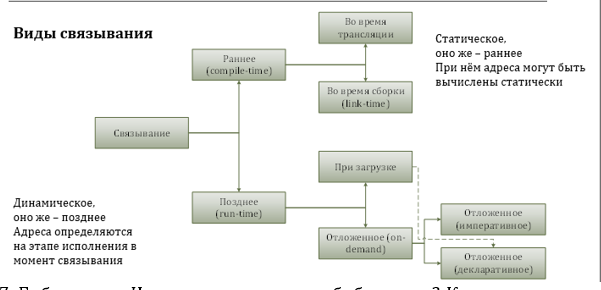 Виды связывания
Во время
трансляции
Статическое,
оно же – раннее
При нём адреса могут быть
вычислены статически
Раннее
(compile-time)
Во время сборки
(link-time)
Связывание
При загрузке
Динамическое,
оно же – позднее
Адреса определяются
на этапе исполнения в
момент связывания
Позднее
(run-time)
Отложенное (on-
demand)
Отложенное
(императивное)
Отложенное
(декларативное)